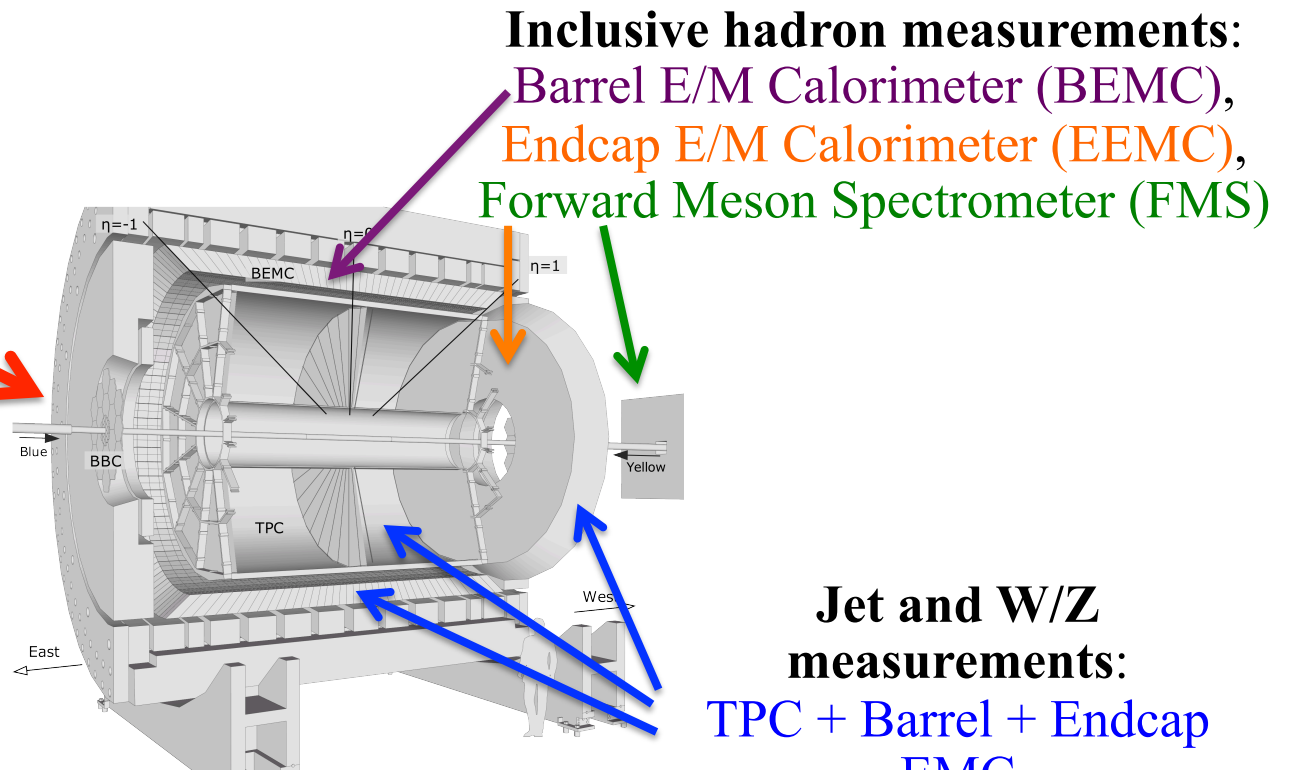 Inclusive hadron measurements:
Barrel E/M Calorimeter (BEMC),
Endcap E/M Calorimeter (EEMC),
Forward Meson Spectrometer (FMS)
η=-1
η=0
η=1
BEMC
Blue
BBC
Yellow
TPC
West
East
Jet and W/Z
measurements:
TPC + Barrel + Endcap
EMC